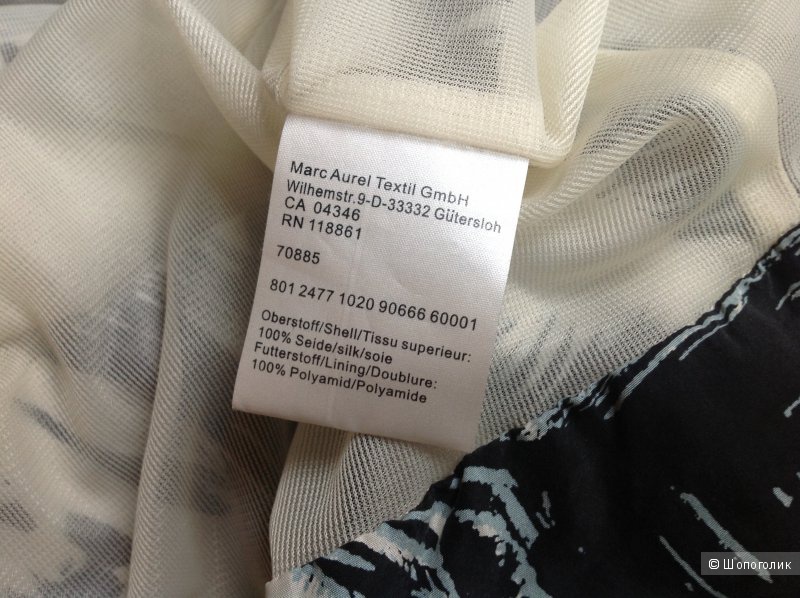 Marc Aurel Textil GmbH
Wilhemstr.9-D-33332 Gütersloh
CA 04346
RN 118861
70885
801 2477 1020 90666 60001
Oberstoff/Shell/Tissu superieur:
100% Seide/silk/soie
Futterstoff/Lining/Doublure:
100% Polyamid/Polyamide
© Шопоголик